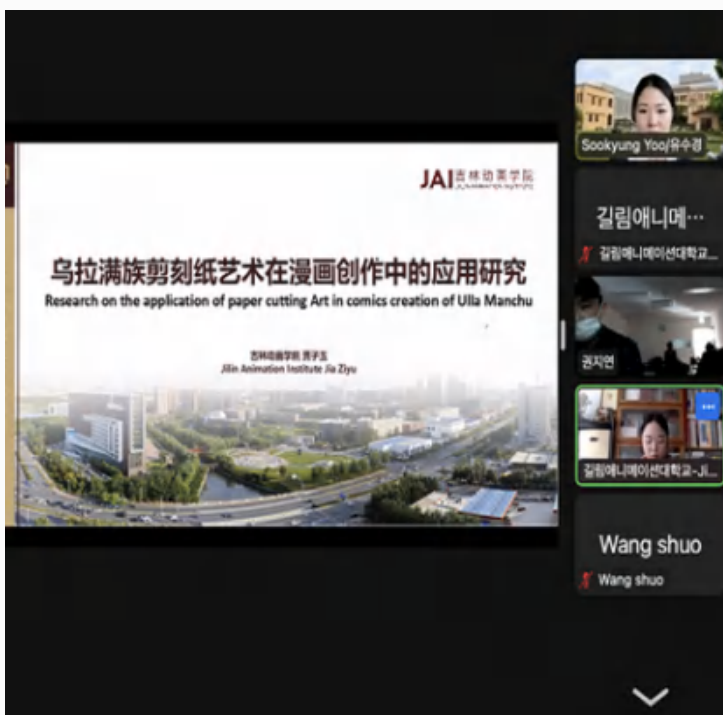 JAI 吉林动画学院
JILIN ANIMATION INSTITUTE
乌拉满族剪刻纸艺术在漫画创作中的应用研究
Research on the application of paper cutting Art in comics creation of Ulla Manchu
吉林动画学院 贾子玉
Jilin Animation Institute Jia Ziyu
Sookyung Yoo/유수경
길림애니메···
길림애니메이션대학교...
권지연
길림애니메이션대학교-Ji...
Wang shuo
Wang shuo